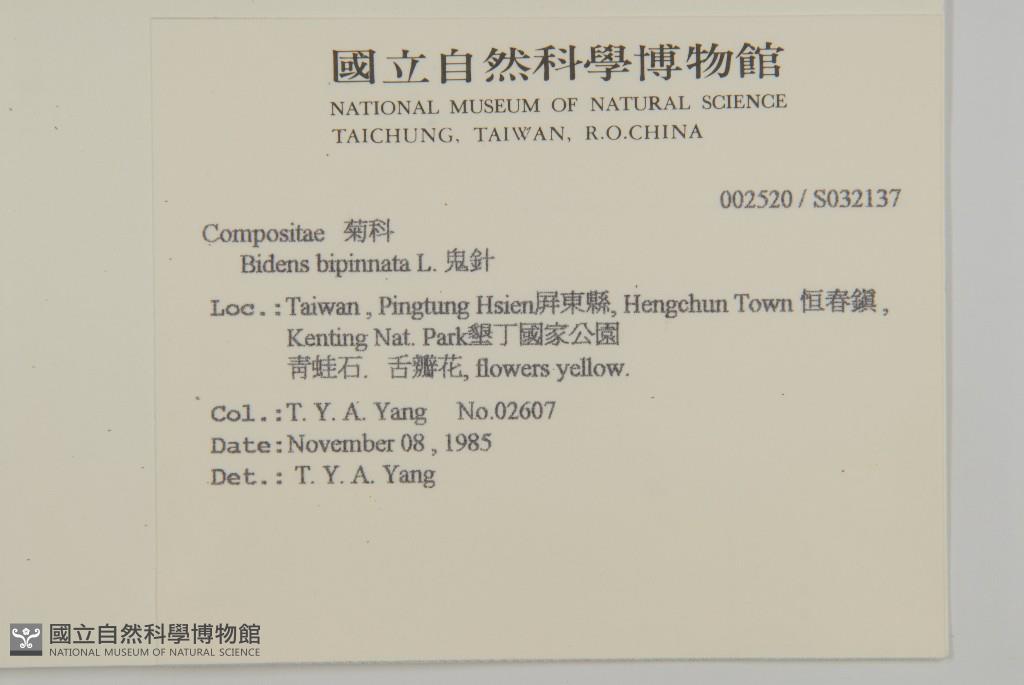 國立自然科學博物館
NATIONAL MUSEUM OF NATURAL SCIENCE
TAICHUNG, TAIWAN, R.O.CHINA
002520 / S032137
Compositae 菊科
Bidens bipinnata L. 鬼針
Loc.:Taiwan , Pingtung Hsien屏東縣, Hengchun Town 恒春鎮 ,
Kenting Nat. Park墾丁國家公園
青蛙石. 舌瓣花, flowers yellow.
Col.:T. Y. A. Yang No.02607
Date:November 08 , 1985
Det.: T. Y. A. Yang
國立自然科學博物館
NATIONAL MUSEUM OF NATURAL SCIENCE